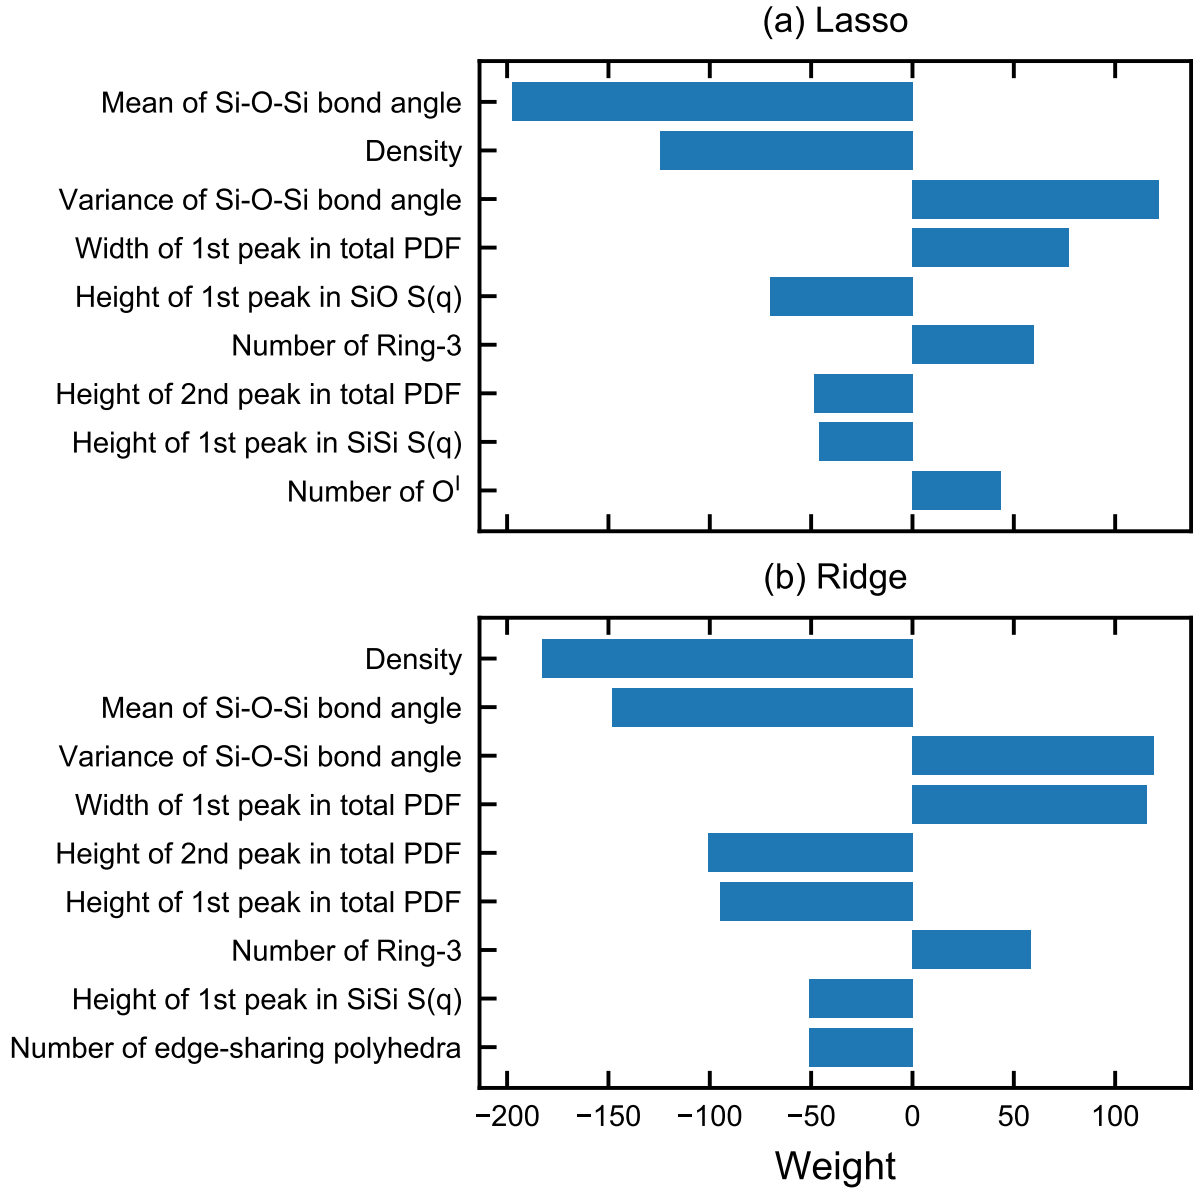 (a) Lasso
Mean of Si-O-Si bond angle
Density
Variance of Si-O-Si bond angle
Width of 1st peak in total PDF
Height of 1st peak in SiO S(q)
Number of Ring-3
Height of 2nd peak in total PDF
Height of 1st peak in SiSi S(q)
Number of Oᴵ
(b) Ridge
Density
Mean of Si-O-Si bond angle
Variance of Si-O-Si bond angle
Width of 1st peak in total PDF
Height of 2nd peak in total PDF
Height of 1st peak in total PDF
Number of Ring-3
Height of 1st peak in SiSi S(q)
Number of edge-sharing polyhedra
−200 −150 −100 −50 0 50 100
Weight